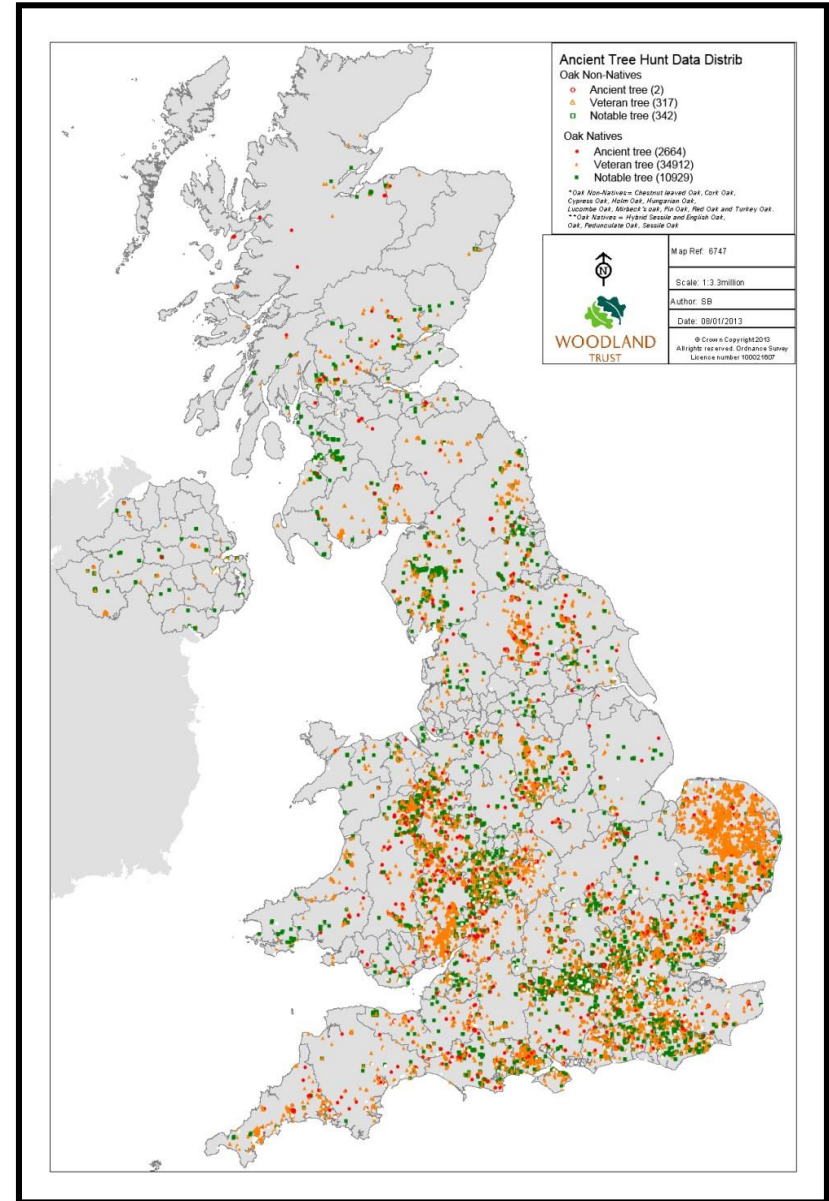 Ancient Tree Hunt Data Distrib
Oak Non-Natives
Ancient tree (2)
Veteran tree (317)
Notable tree (342)
Oak Natives
Ancient tree (2664)
Veteran tree (34912)
Notable tree (10929)
*Oak Non-Natives = Chestnut leaved Oak, Cork Oak,
Cypress Oak, Holm Oak, Hungarian Oak,
Lucombe Oak, Mirbeck's oak, Pin Oak, Red Oak and Turkey Oak.
**Oak Natives = Hybrid Sessile and English Oak,
Oak, Pedunculate Oak, Sessile Oak
N
WOODLAND
TRUST
Map Ref: 6747
Scale: 1:3.3million
Author: SB
Date: 08/01/2013
© Crown Copyright 2013
All rights reserved. Ordnance Survey
Licence number 100021607